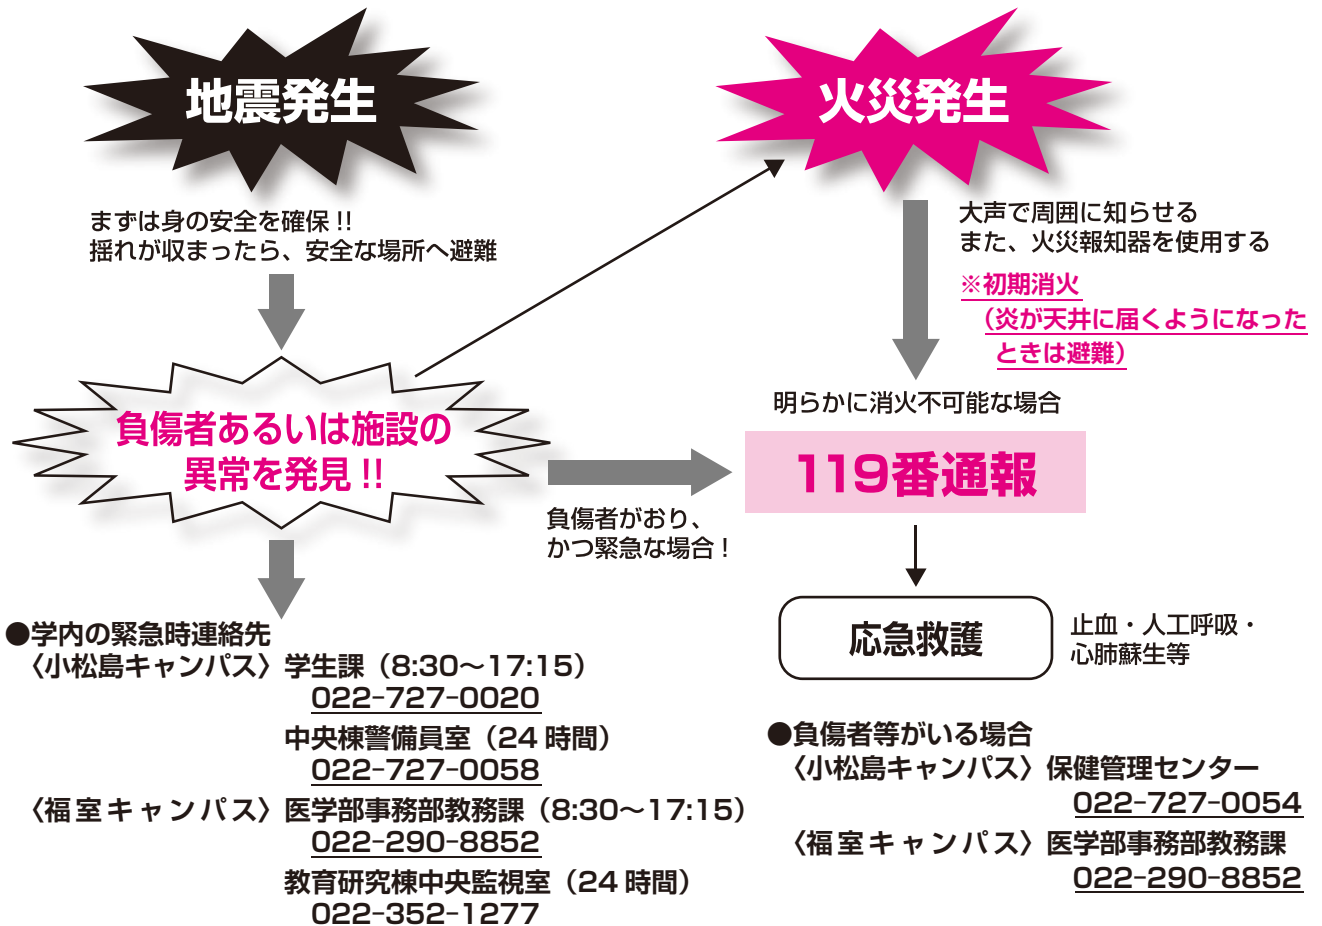 地震発生
まずは身の安全を確保 !!
揺れが収まったら、安全な場所へ避難
負傷者あるいは施設の
異常を発見 !!
負傷者がおり、
かつ緊急な場合 !
●学内の緊急時連絡先
〈小松島キャンパス〉学生課（8:30～17:15）
022-727-0020
中央棟警備員室（24 時間）
022-727-0058
〈福室キャンパス〉医学部事務部教務課（8:30～17:15）
022-290-8852
教育研究棟中央監視室（24 時間）
022-352-1277
火災発生
大声で周囲に知らせる
また、火災報知器を使用する
※初期消火
（炎が天井に届くようになった
ときは避難）
明らかに消火不可能な場合
119番通報
応急救護
止血・人工呼吸・
心肺蘇生等
●負傷者等がいる場合
〈小松島キャンパス〉保健管理センター
022-727-0054
〈福室キャンパス〉医学部事務部教務課
022-290-8852